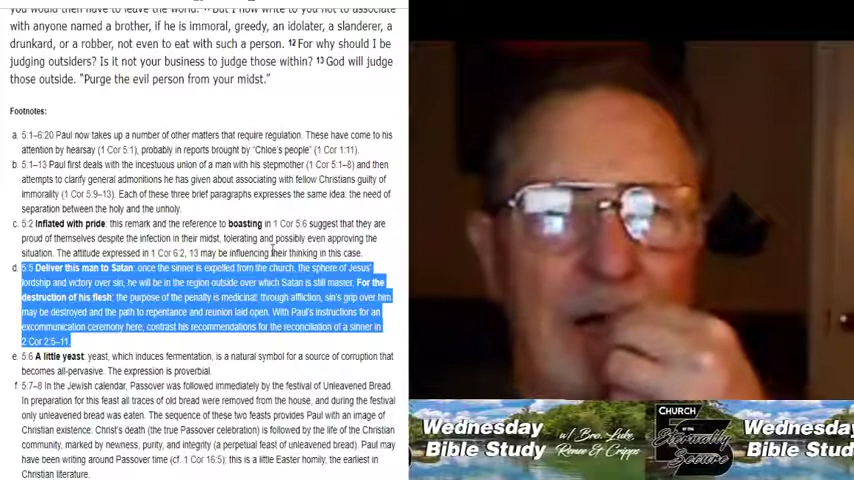 you would then have to leave the world. 11 But I now write to you not to associate
with anyone named a brother, if he is immoral, greedy, an idolater, a slanderer, a
drunkard, or a robber, not even to eat with such a person. 12 For why should I be
judging outsiders? Is it not your business to judge those within? 13 God will judge
those outside. “Purge the evil person from your midst.”
Footnotes:
a. 5:1–6:20 Paul now takes up a number of other matters that require regulation. These have come to his
attention by hearsay (1 Cor 5:1), probably in reports brought by “Chloe’s people” (1 Cor 1:11).
b. 5:1–13 Paul first deals with the incestuous union of a man with his stepmother (1 Cor 5:1–8) and then
attempts to clarify general admonitions he has given about associating with fellow Christians guilty of
immorality (1 Cor 5:9–13). Each of these three brief paragraphs expresses the same idea: the need of
separation between the holy and the unholy.
c. 5:2 Inflated with pride: this remark and the reference to boasting in 1 Cor 5:6 suggest that they are
proud of themselves despite the infection in their midst, tolerating and possibly even approving the
situation. The attitude expressed in 1 Cor 6:2, 13 may be influencing their thinking in this case.
d. 5:5 Deliver this man to Satan: once the sinner is expelled from the church, the sphere of Jesus’
lordship and victory over sin, he will be in the region outside over which Satan is still master. For the
destruction of his flesh: the purpose of the penalty is medicinal: through affliction, sin’s grip over him
may be destroyed and the path to repentance and reunion laid open. With Paul’s instructions for an
excommunication ceremony here, contrast his recommendations for the reconciliation of a sinner in
2 Cor 2:5–11.
e. 5:6 A little yeast: yeast, which induces fermentation, is a natural symbol for a source of corruption that
becomes all-pervasive. The expression is proverbial.
f. 5:7–8 In the Jewish calendar, Passover was followed immediately by the festival of Unleavened Bread.
In preparation for this feast all traces of old bread were removed from the house, and during the festival
only unleavened bread was eaten. The sequence of these two feasts provides Paul with an image of
Christian existence: Christ’s death (the true Passover celebration) is followed by the life of the Christian
community, marked by newness, purity, and integrity (a perpetual feast of unleavened bread). Paul may
have been writing around Passover time (cf. 1 Cor 16:5); this is a little Easter homily, the earliest in
Christian literature.
Wednesday
Bible Study
w/ Bro. Luke,
Renee & Cripps
CHURCH
of the
Eternally
Secure
Wednesday
Bible Study